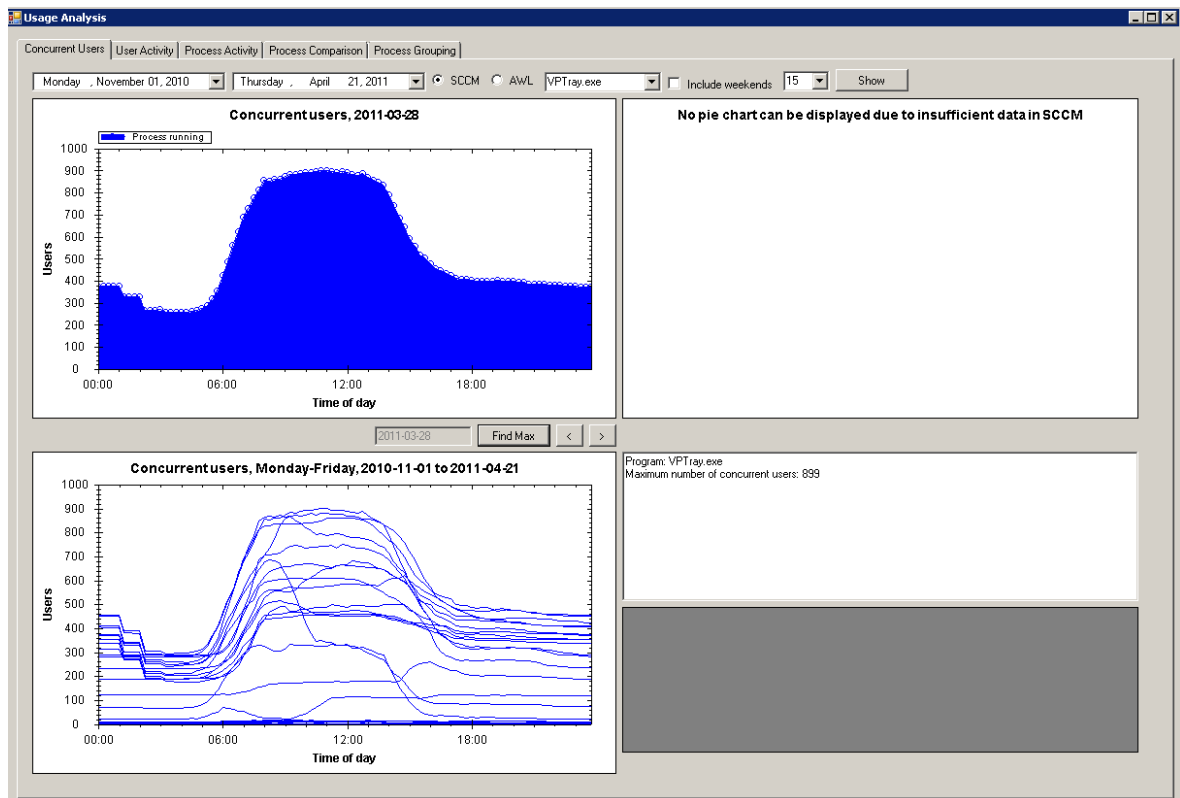 Usage Analysis
Concurrent Users User Activity Process Activity Process Comparison Process Grouping
Monday , November 01, 2010 Thursday , April 21, 2011 SCCM AWL VPTray.exe Include weekends 15 Show
Concurrent users, 2011-03-28
Process running
1000
900
800
700
600
500
400
300
200
100
0
Users
00:00 06:00 12:00 18:00
Time of day
No pie chart can be displayed due to insufficient data in SCCM
2011-03-28 Find Max < >
Concurrent users, Monday-Friday, 2010-11-01 to 2011-04-21
1000
900
800
700
600
500
400
300
200
100
0
Users
00:00 06:00 12:00 18:00
Time of day
Program: VPTray.exe
Maximum number of concurrent users: 899